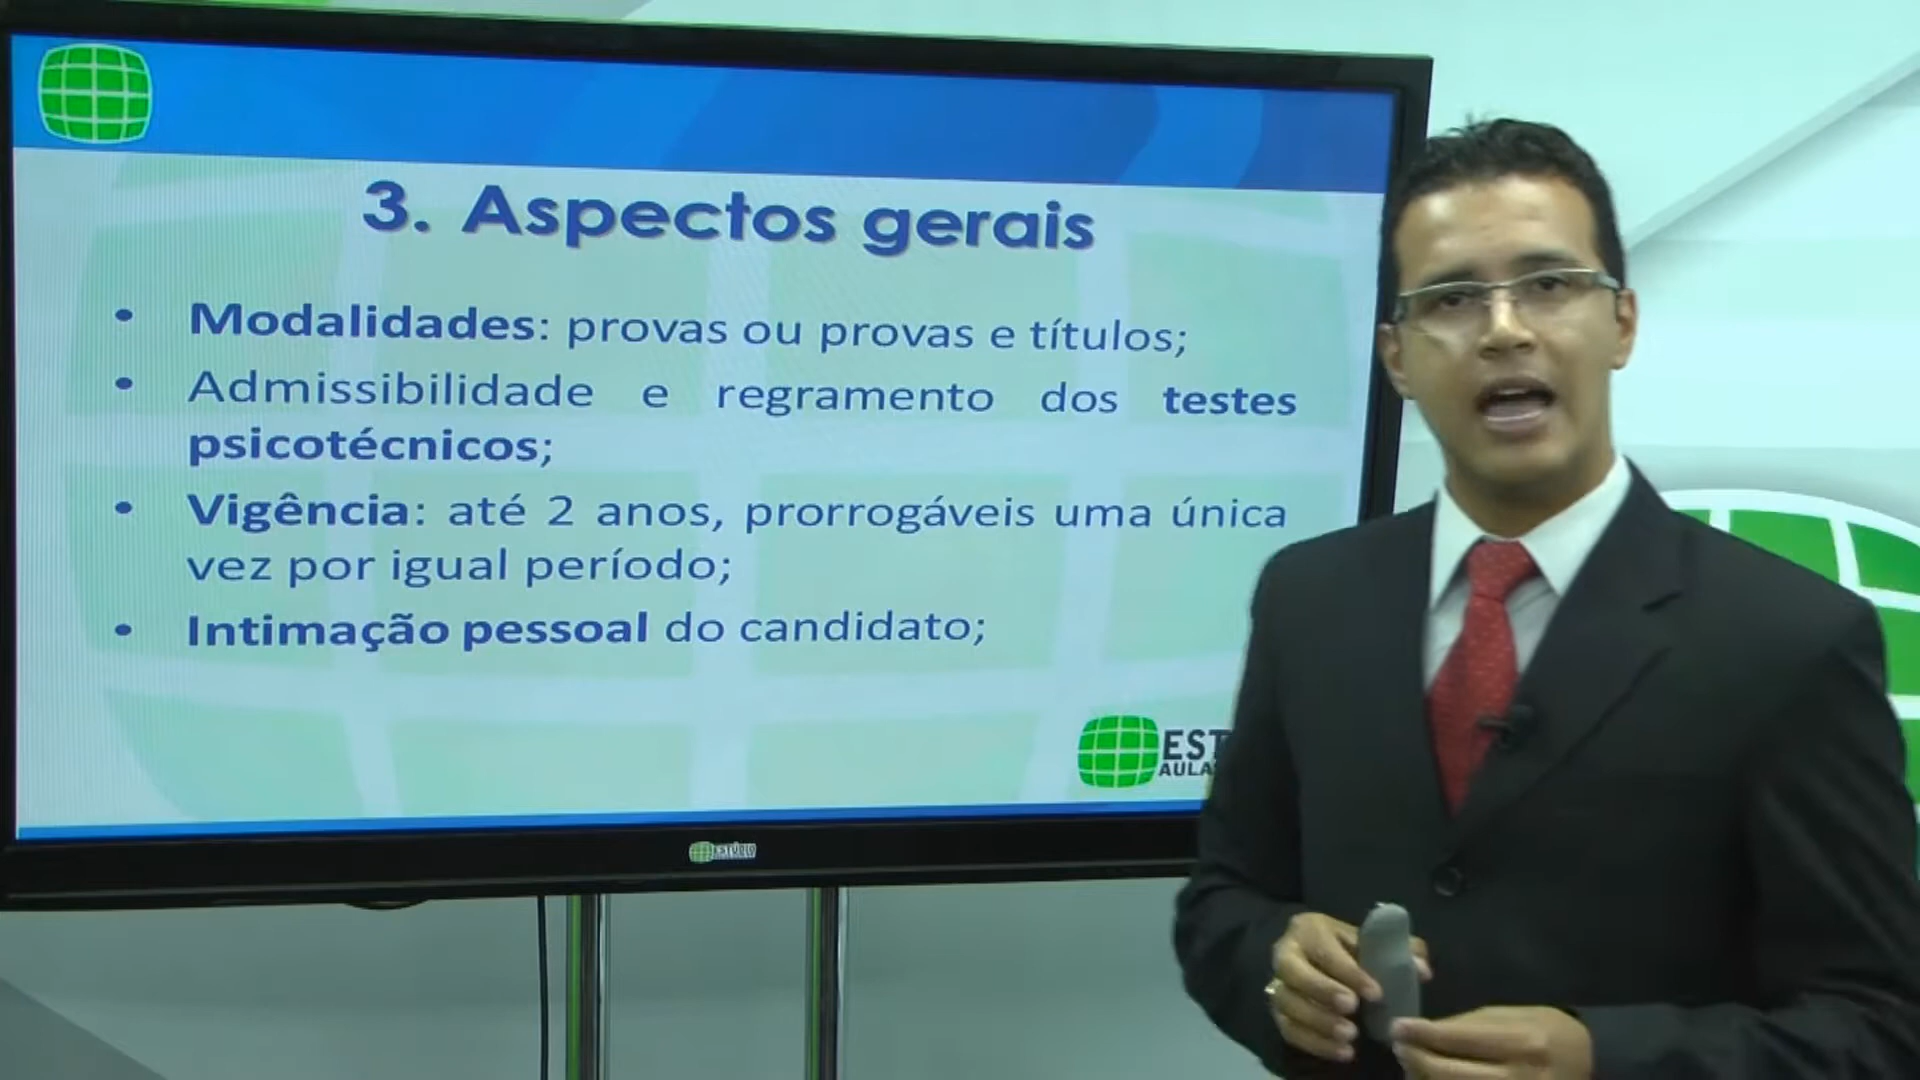 3. Aspectos gerais
• Modalidades: provas ou provas e títulos;
• Admissibilidade e regramento dos testes
psicotécnicos;
• Vigência: até 2 anos, prorrogáveis uma única
vez por igual período;
• Intimação pessoal do candidato;
EST
AULA
ESTÚDIO